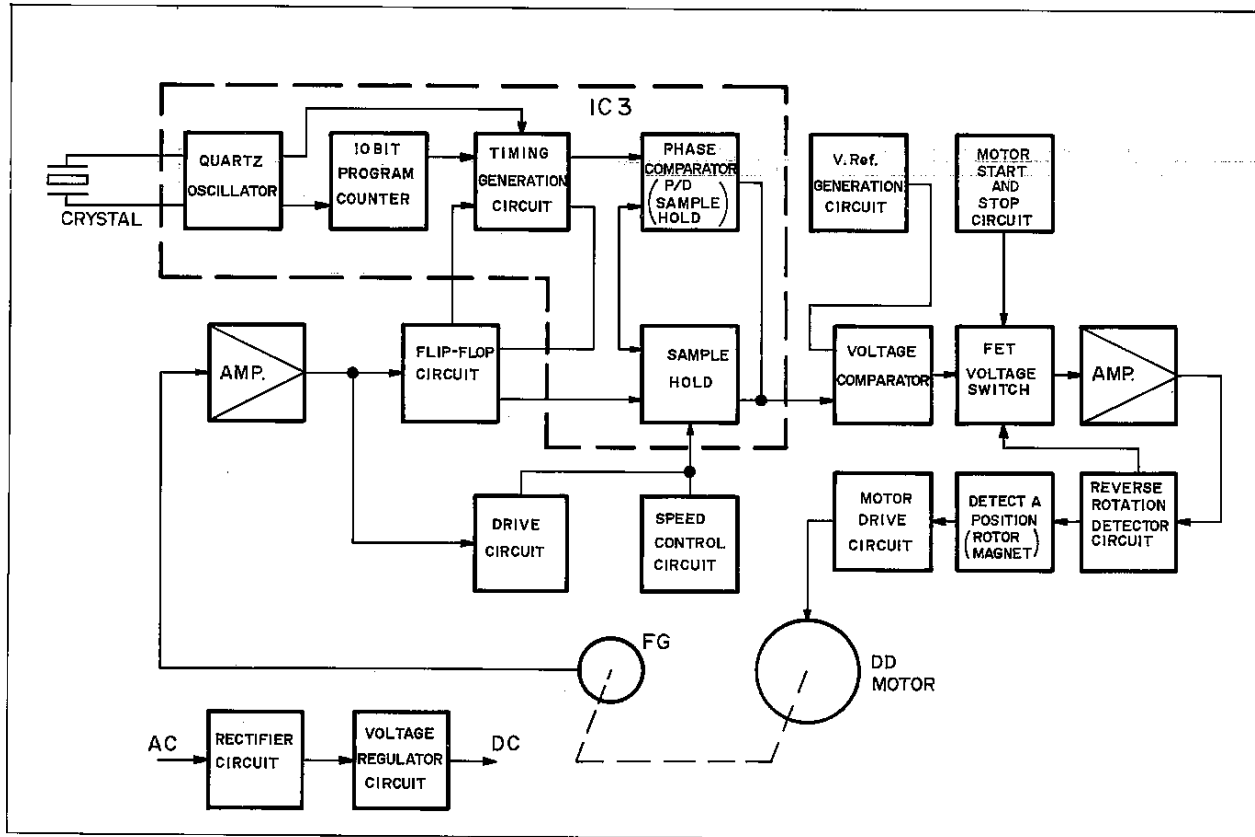 IC3
CRYSTAL
QUARTZ
OSCILLATOR
10 BIT
PROGRAM
COUNTER
TIMING
GENERATION
CIRCUIT
PHASE
COMPARATOR
(P/D
SAMPLE
HOLD)
V.Ref.
GENERATION
CIRCUIT
MOTOR
START
AND
STOP
CIRCUIT
AMP.
FLIP-FLOP
CIRCUIT
SAMPLE
HOLD
VOLTAGE
COMPARATOR
FET
VOLTAGE
SWITCH
AMP.
DRIVE
CIRCUIT
SPEED
CONTROL
CIRCUIT
MOTOR
DRIVE
CIRCUIT
DETECT A
POSITION
(ROTOR
MAGNET)
REVERSE
ROTATION
DETECTOR
CIRCUIT
FG
DD
MOTOR
AC
RECTIFIER
CIRCUIT
VOLTAGE
REGULATOR
CIRCUIT
DC